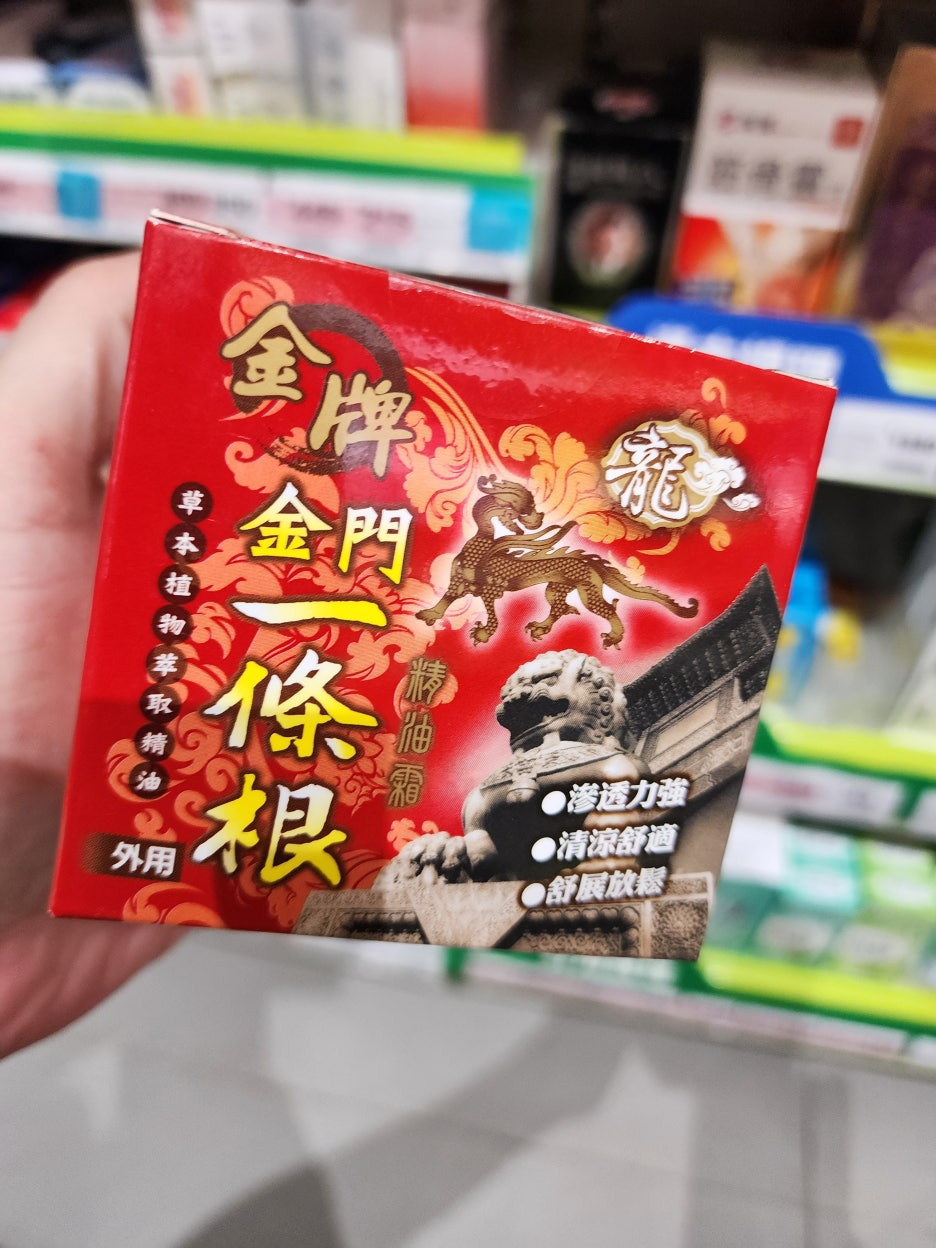 金牌
龍
草本植物萃取精油
金門
一條根
精油霜
外用
●滲透力強
●清涼舒適
●舒展放鬆